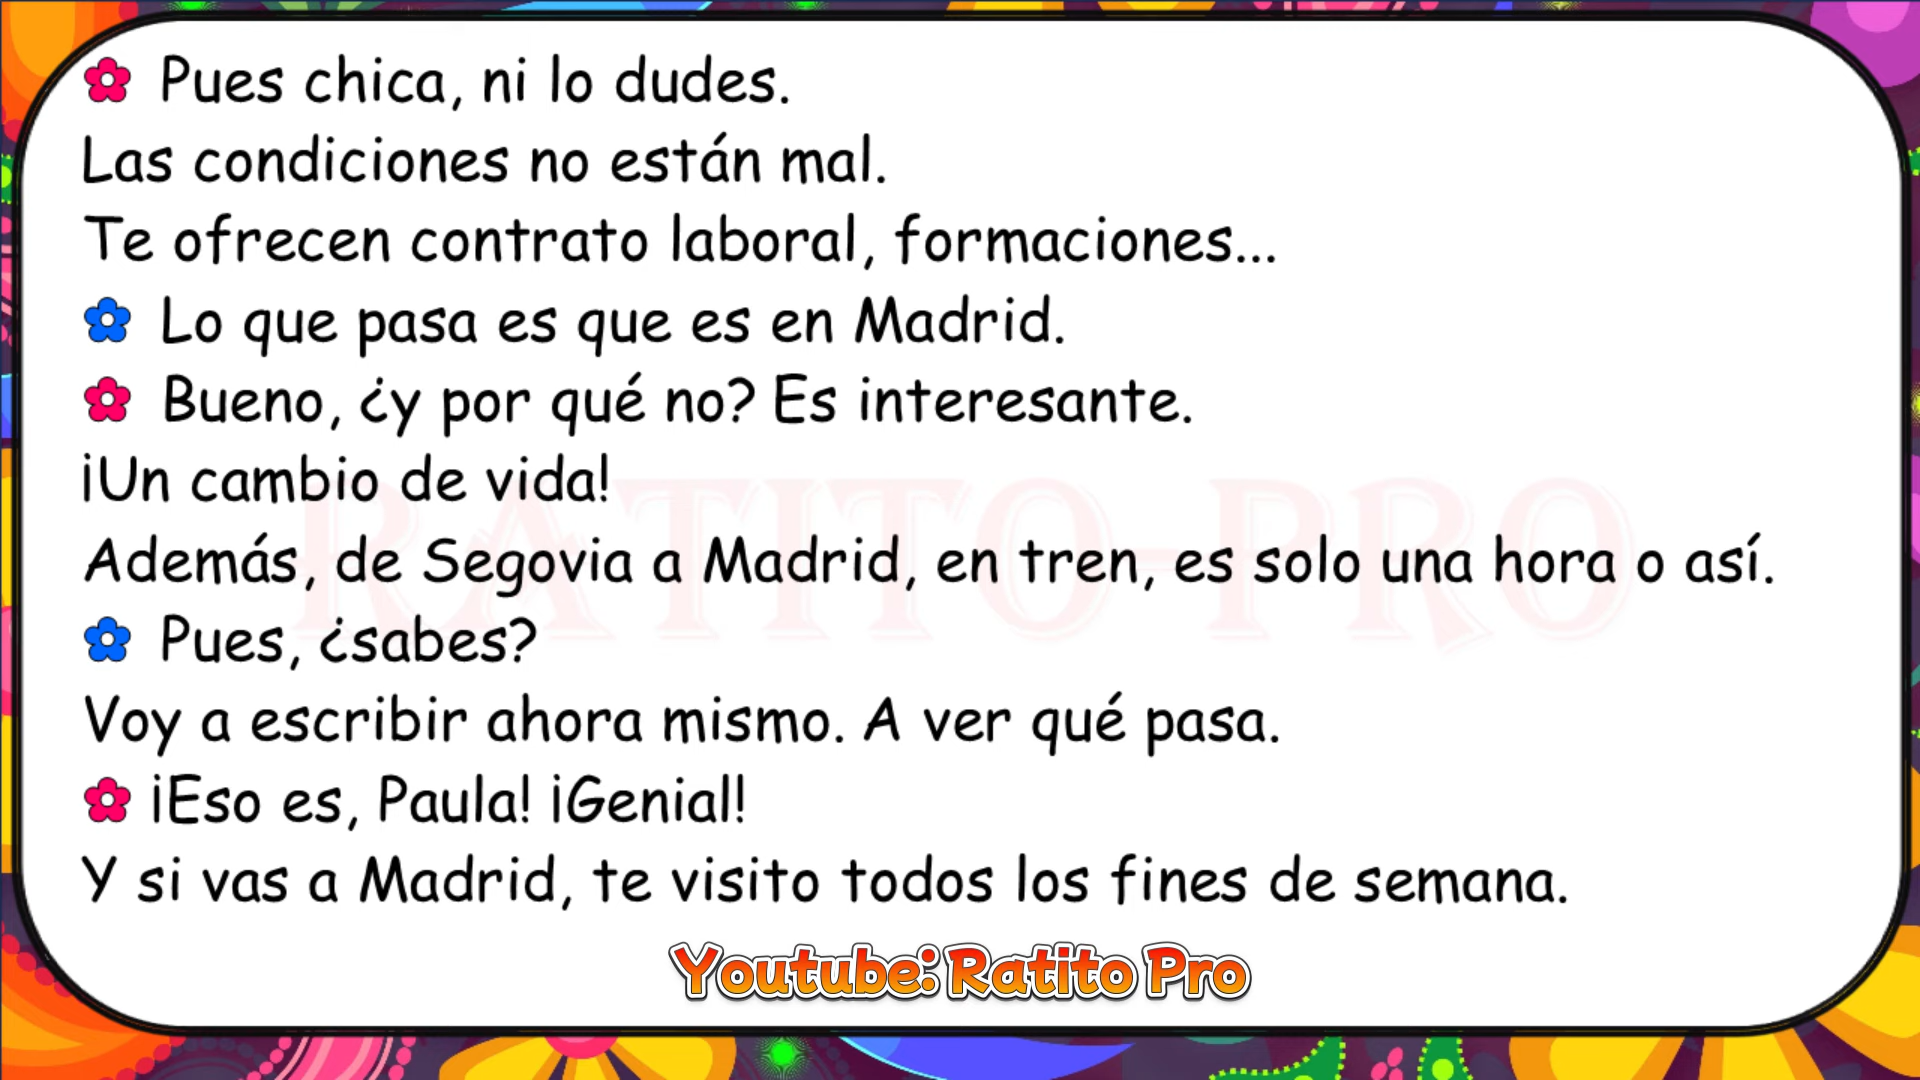 Pues chica, ni lo dudes.
Las condiciones no están mal.
Te ofrecen contrato laboral, formaciones...
Lo que pasa es que es en Madrid.
Bueno, ¿y por qué no? Es interesante.
¡Un cambio de vida!
Además, de Segovia a Madrid, en tren, es solo una hora o así.
Pues, ¿sabes?
Voy a escribir ahora mismo. A ver qué pasa.
¡Eso es, Paula! ¡Genial!
Y si vas a Madrid, te visito todos los fines de semana.
RATITO-PRO
Youtube: Ratito Pro